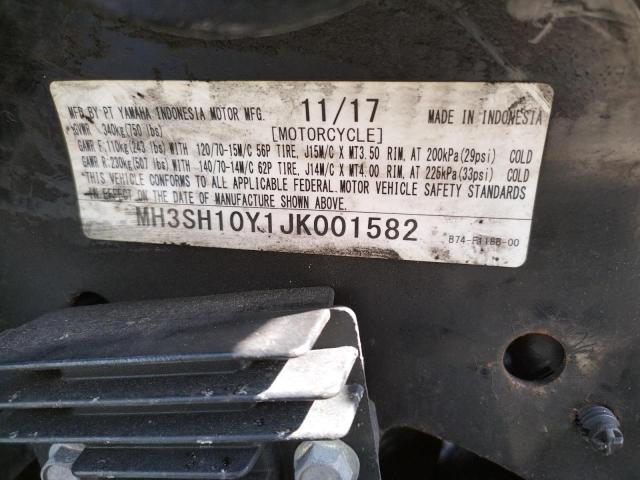 MFG BY PT YAMAHA INDONESIA MOTOR MFG. 11/17 MADE IN INDONESIA
GVWR 340kg(750 lbs) [MOTORCYCLE]
GAWR F:110kg(243 lbs) WITH 120/70-15M/C 56P TIRE, J15M/C X MT3.50 RIM, AT 200kPa(29psi) COLD
GAWR R:230kg(507 lbs) WITH 140/70-14M/C 62P TIRE, J14M/C X MT4.00 RIM, AT 225kPa(33psi) COLD
"THIS VEHICLE CONFORMS TO ALL APPLICABLE FEDERAL MOTOR VEHICLE SAFETY STANDARDS
IN EFFECT ON THE DATE OF MANUFACTURE SHOWN ABOVE.
MH3SH10Y1JK001582
B74-F118B-00